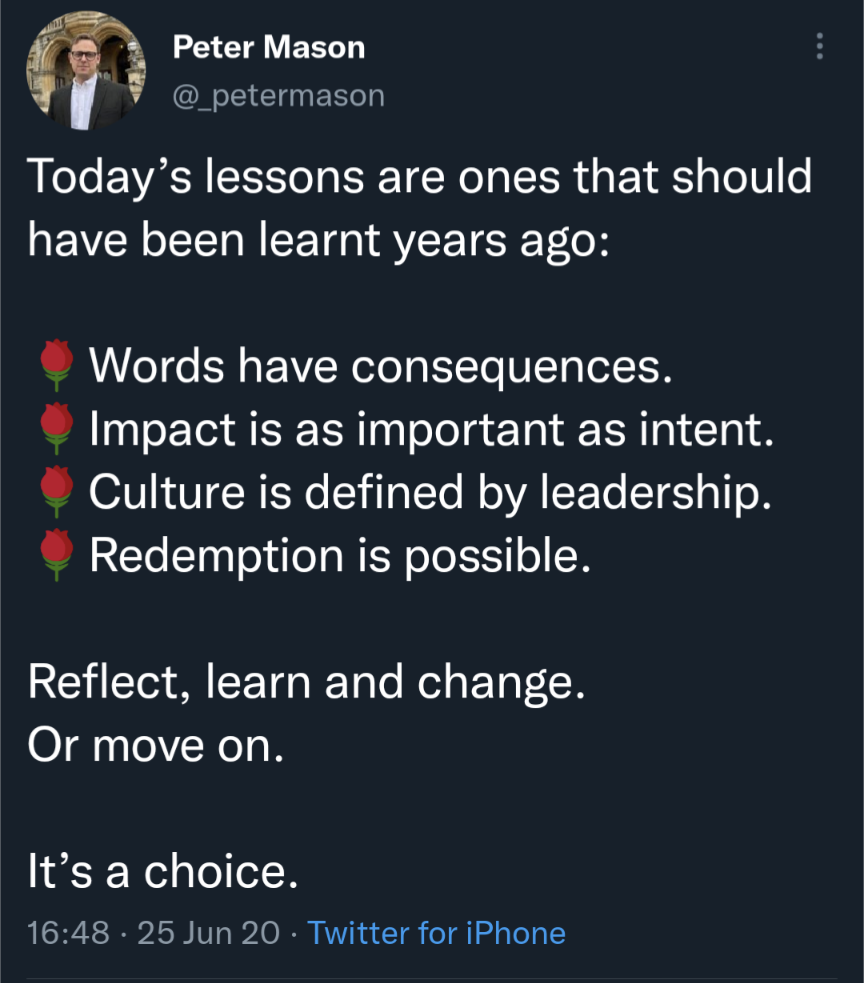 Peter Mason
@_petermason
Today’s lessons are ones that should
have been learnt years ago:
🌹 Words have consequences.
🌹 Impact is as important as intent.
🌹 Culture is defined by leadership.
🌹 Redemption is possible.
Reflect, learn and change.
Or move on.
It’s a choice.
16:48 · 25 Jun 20 · Twitter for iPhone